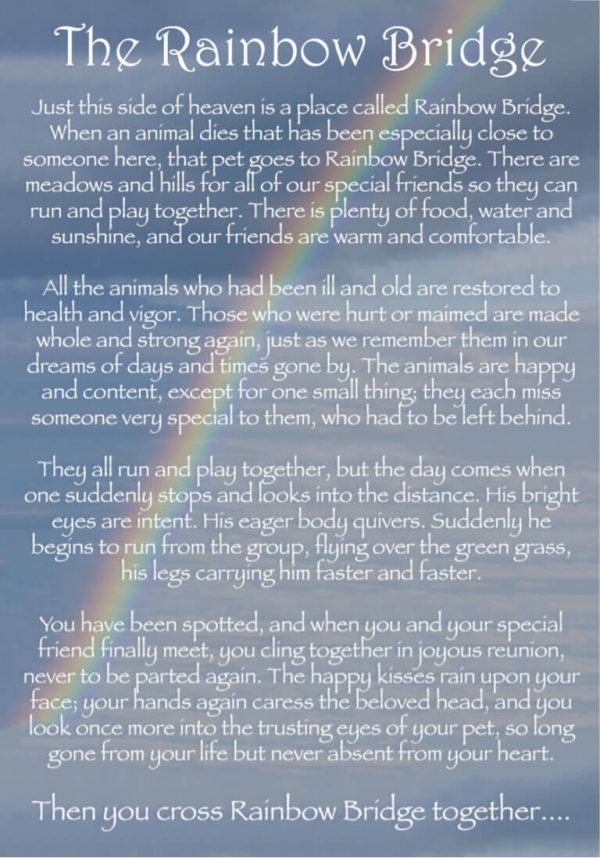 The Rainbow Bridge
Just this side of heaven is a place called Rainbow Bridge.
When an animal dies that has been especially close to
someone here, that pet goes to Rainbow Bridge. There are
meadows and hills for all of our special friends so they can
run and play together. There is plenty of food, water and
sunshine, and our friends are warm and comfortable.
All the animals who had been ill and old are restored to
health and vigor. Those who were hurt or maimed are made
whole and strong again, just as we remember them in our
dreams of days and times gone by. The animals are happy
and content, except for one small thing; they each miss
someone very special to them, who had to be left behind.
They all run and play together, but the day comes when
one suddenly stops and looks into the distance. His bright
eyes are intent. His eager body quivers. Suddenly he
begins to run from the group, flying over the green grass,
his legs carrying him faster and faster.
You have been spotted, and when you and your special
friend finally meet, you cling together in joyous reunion,
never to be parted again. The happy kisses rain upon your
face; your hands again caress the beloved head, and you
look once more into the trusting eyes of your pet, so long
gone from your life but never absent from your heart.
Then you cross Rainbow Bridge together....